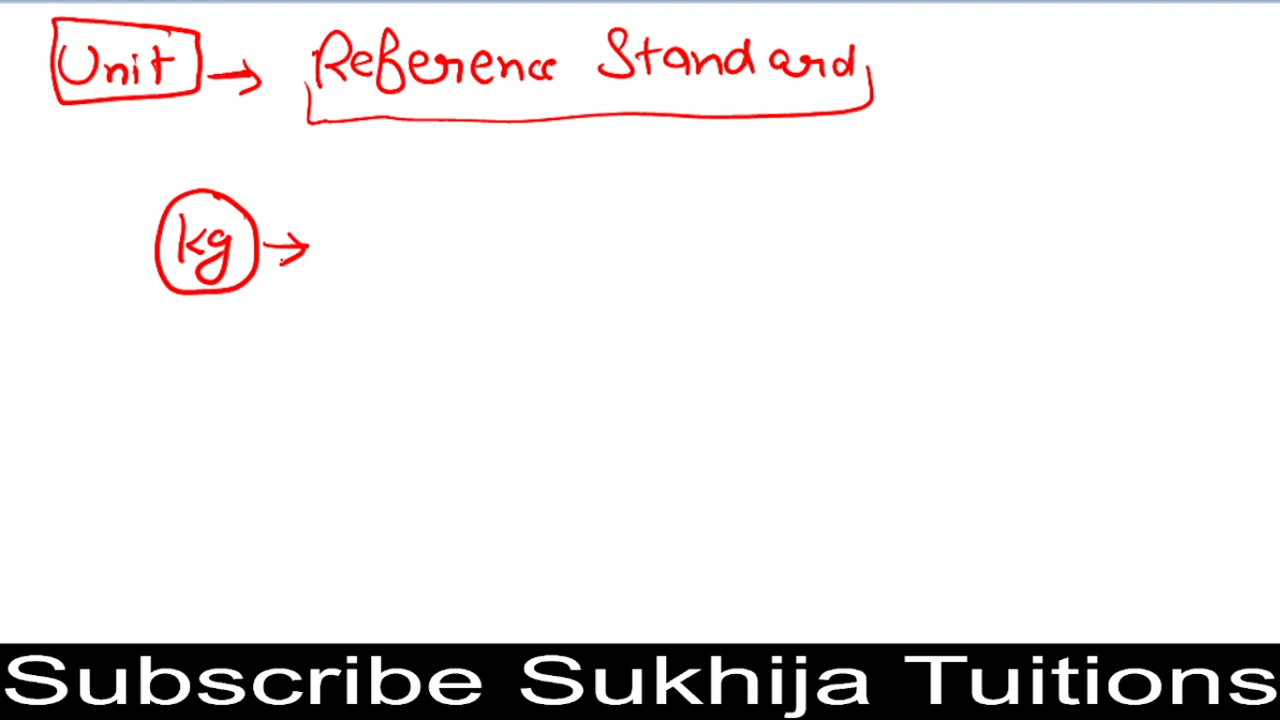 Unit → Reference Standard
kg →
Subscribe Sukhija Tuitions